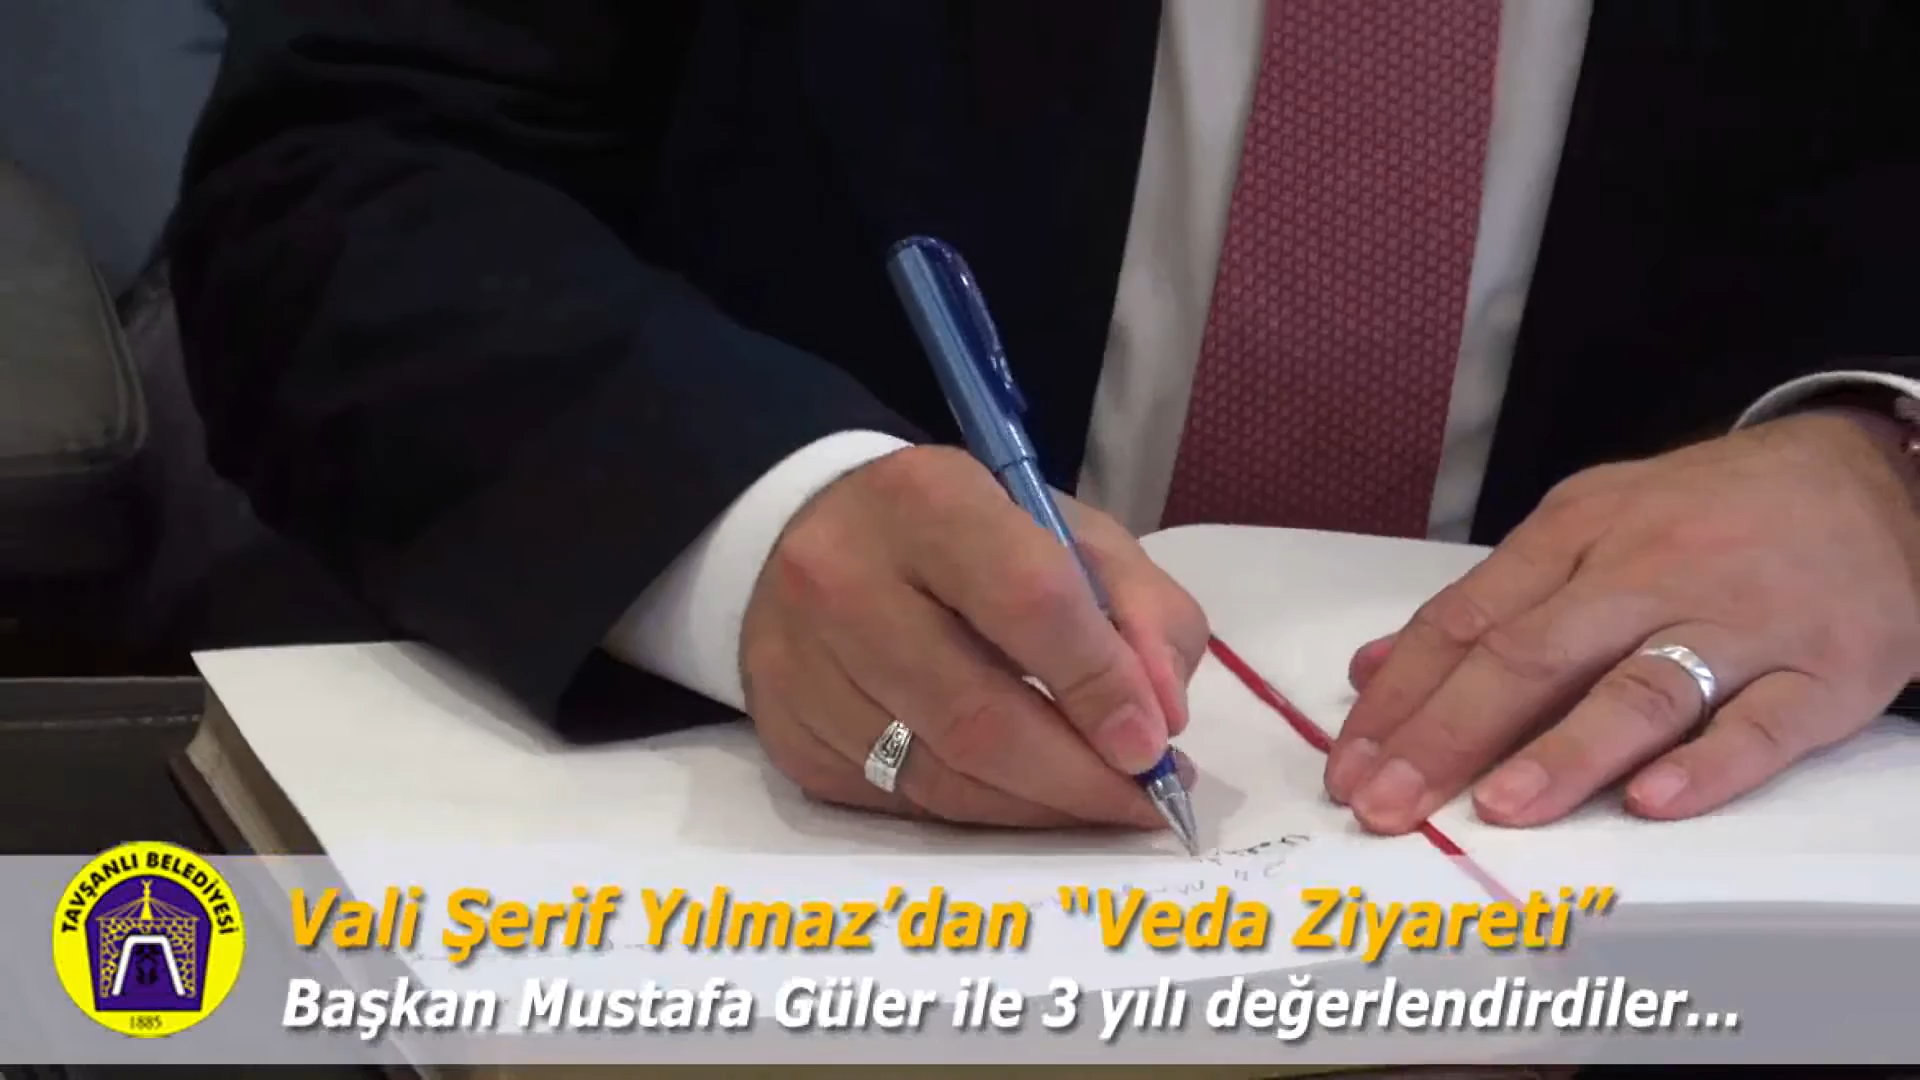 Vali Şerif Yılmaz’dan “Veda Ziyareti”
Başkan Mustafa Güler ile 3 yılı değerlendirdiler...
TAVŞANLI BELEDİYESİ
1885